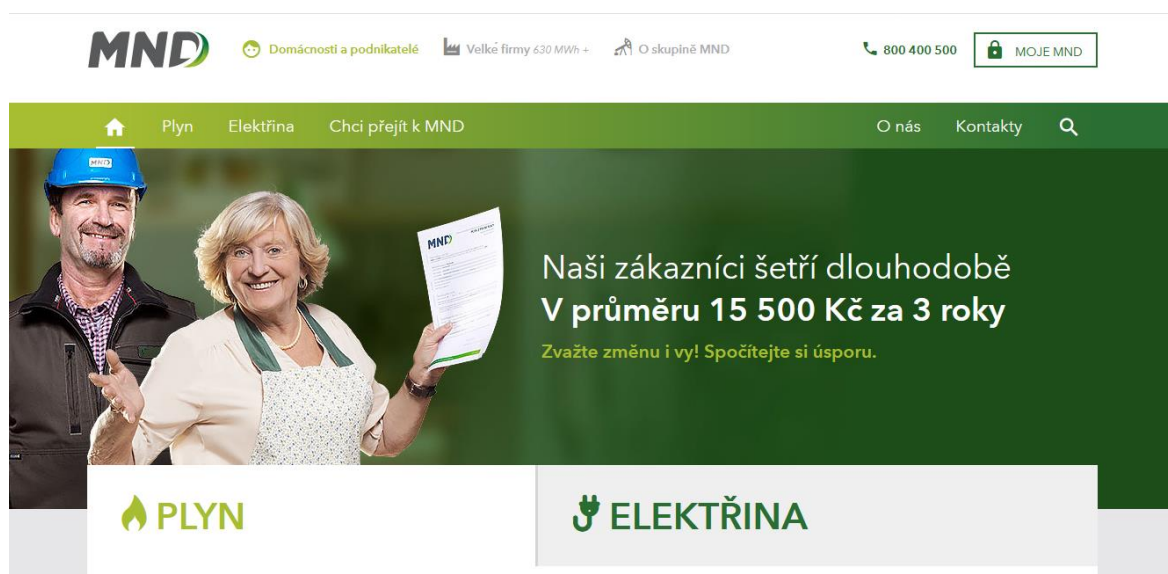 MND
Domácnosti a podnikatelé
Velké firmy 630 MWh +
O skupině MND
800 400 500
MOJE MND
Plyn
Elektřina
Chci přejít k MND
O nás
Kontakty
MND
MND
Naši zákazníci šetří dlouhodobě
V průměru 15 500 Kč za 3 roky
Zvažte změnu i vy! Spočítejte si úsporu.
PLYN
ELEKTŘINA